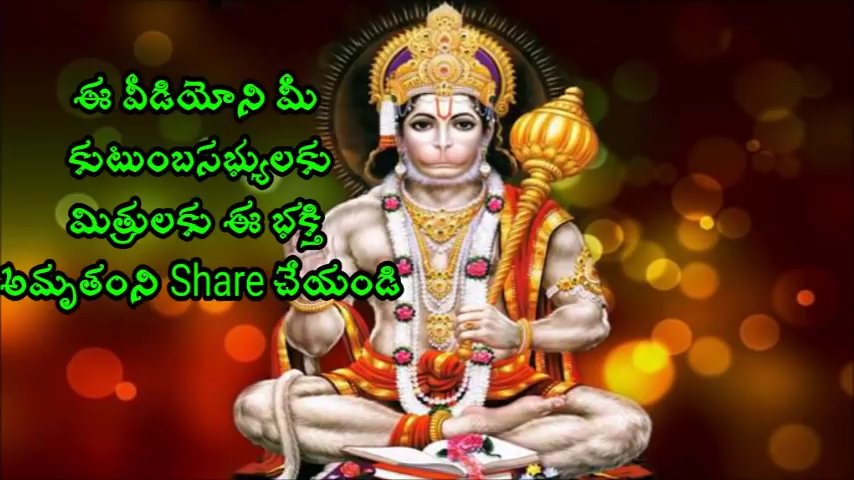 ఈ వీడియోని మీ
కుటుంబసభ్యులకు
మిత్రులకు ఈ భక్తి
అమృతంని Share చేయండి